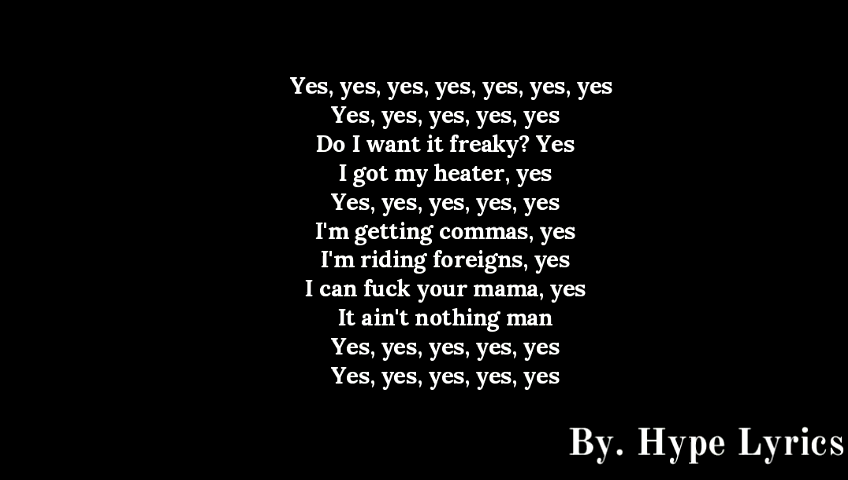 Yes, yes, yes, yes, yes, yes, yes
Yes, yes, yes, yes, yes
Do I want it freaky? Yes
I got my heater, yes
Yes, yes, yes, yes, yes
I'm getting commas, yes
I'm riding foreigns, yes
I can fuck your mama, yes
It ain't nothing man
Yes, yes, yes, yes, yes
Yes, yes, yes, yes, yes
By. Hype Lyrics